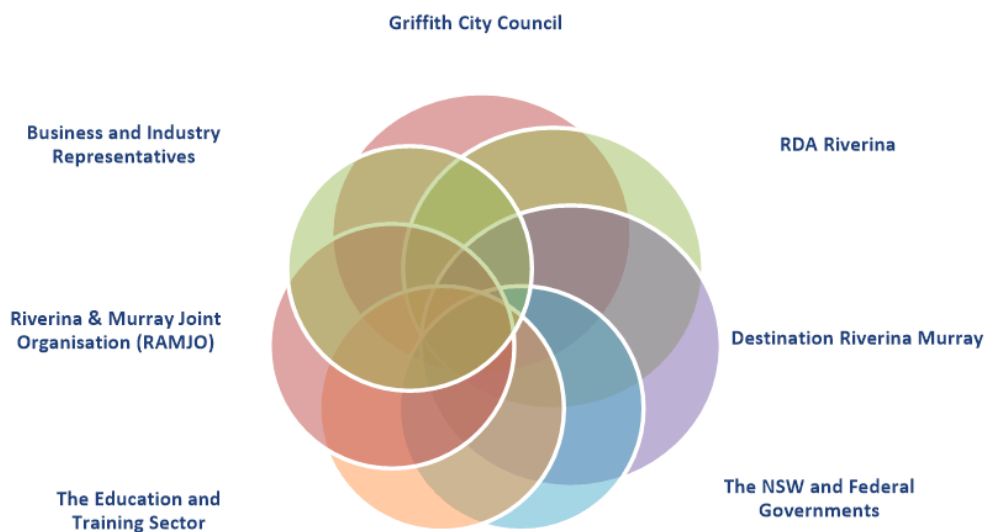 Griffith City Council
Business and Industry
Representatives
RDA Riverina
Riverina & Murray Joint
Organisation (RAMJO)
Destination Riverina Murray
The Education and
Training Sector
The NSW and Federal
Governments